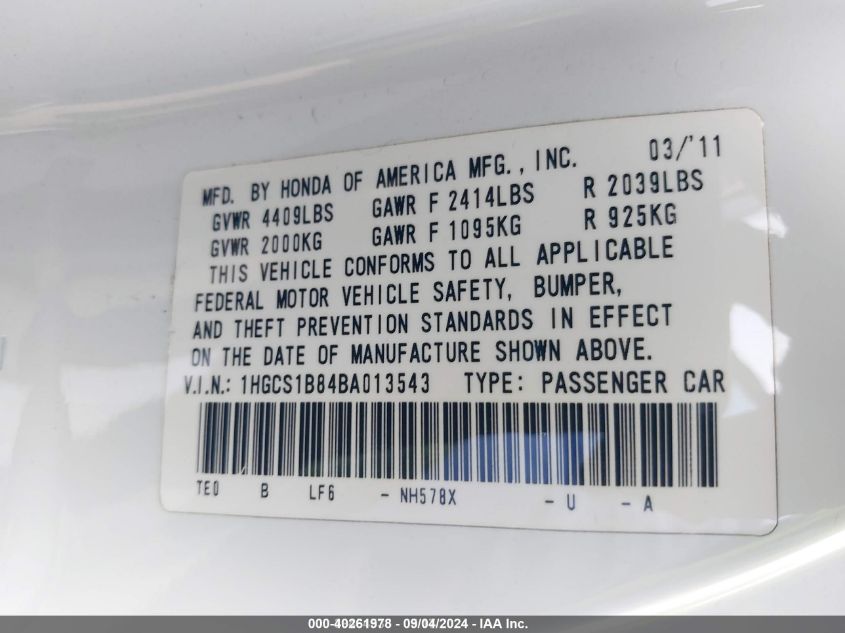 MFD. BY HONDA OF AMERICA MFG., INC. 03/'11
GVWR 4409LBS GAWR F 2414LBS R 2039LBS
GVWR 2000KG GAWR F 1095KG R 925KG
THIS VEHICLE CONFORMS TO ALL APPLICABLE
FEDERAL MOTOR VEHICLE SAFETY, BUMPER,
AND THEFT PREVENTION STANDARDS IN EFFECT
ON THE DATE OF MANUFACTURE SHOWN ABOVE.
V.I.N.: 1HGCS1B84BA013543 TYPE: PASSENGER CAR
TE0 B LF6 - NH578X - U - A
000-40261978 - 09/04/2024 - IAA Inc.